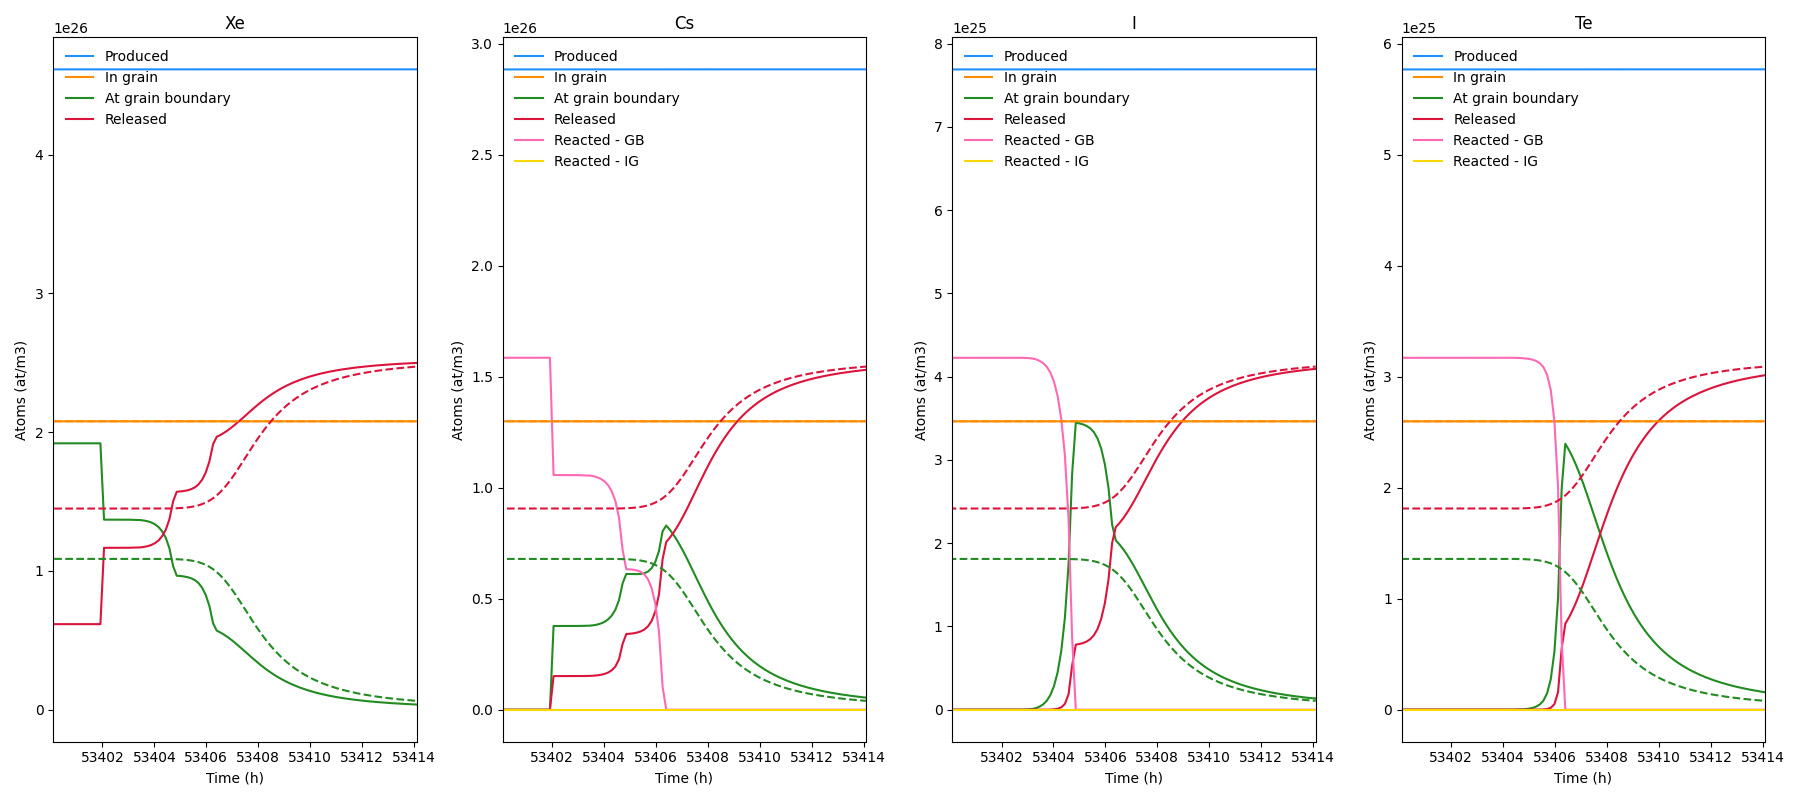 Xe
1e26
Produced
In grain
At grain boundary
Released
4
3
2
1
0
Atoms (at/m3)
53402 53404 53406 53408 53410 53412 53414
Time (h)
Cs
1e26
Produced
In grain
At grain boundary
Released
Reacted - GB
Reacted - IG
3.0
2.5
2.0
1.5
1.0
0.5
0.0
Atoms (at/m3)
53402 53404 53406 53408 53410 53412 53414
Time (h)
I
1e25
Produced
In grain
At grain boundary
Released
Reacted - GB
Reacted - IG
8
7
6
5
4
3
2
1
0
Atoms (at/m3)
53402 53404 53406 53408 53410 53412 53414
Time (h)
Te
1e25
Produced
In grain
At grain boundary
Released
Reacted - GB
Reacted - IG
6
5
4
3
2
1
0
Atoms (at/m3)
53402 53404 53406 53408 53410 53412 53414
Time (h)